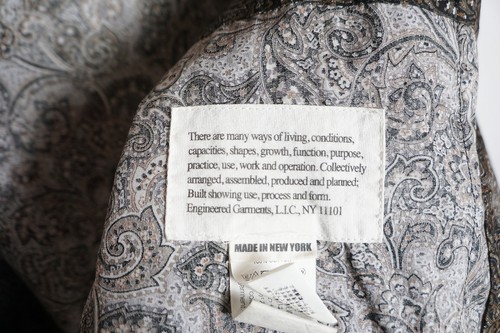 There are many ways of living, conditions,
capacities, shapes, growth, function, purpose,
practice, use, work and operation. Collectively
arranged, assembled, produced and planned;
Built showing use, process and form.
Engineered Garments, L.I.C., NY 11101
MADE IN NEW YORK